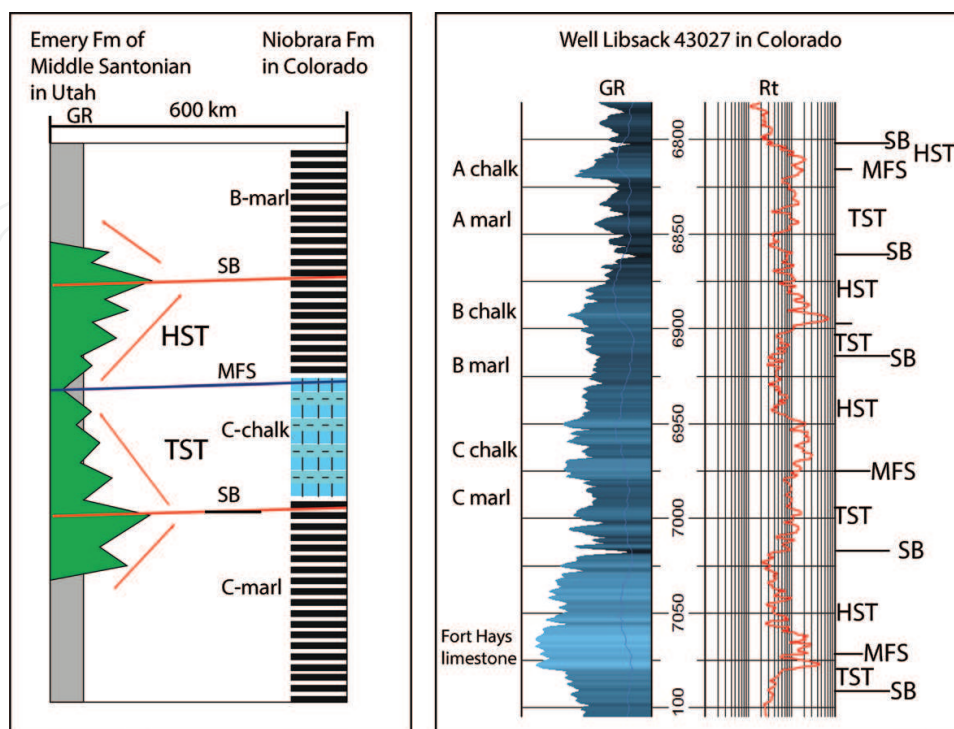 Emery Fm of
Middle Santonian
in Utah
Niobrara Fm
in Colorado
GR
600 km
B-marl
SB
HST
MFS
C-chalk
TST
SB
C-marl
Well Libsack 43027 in Colorado
GR
Rt
A chalk
A marl
B chalk
B marl
C chalk
C marl
Fort Hays
limestone
6800
6850
6900
6950
7000
7050
100
SB
HST
MFS
TST
SB
HST
TST
SB
HST
MFS
TST
SB
HST
MFS
TST
SB